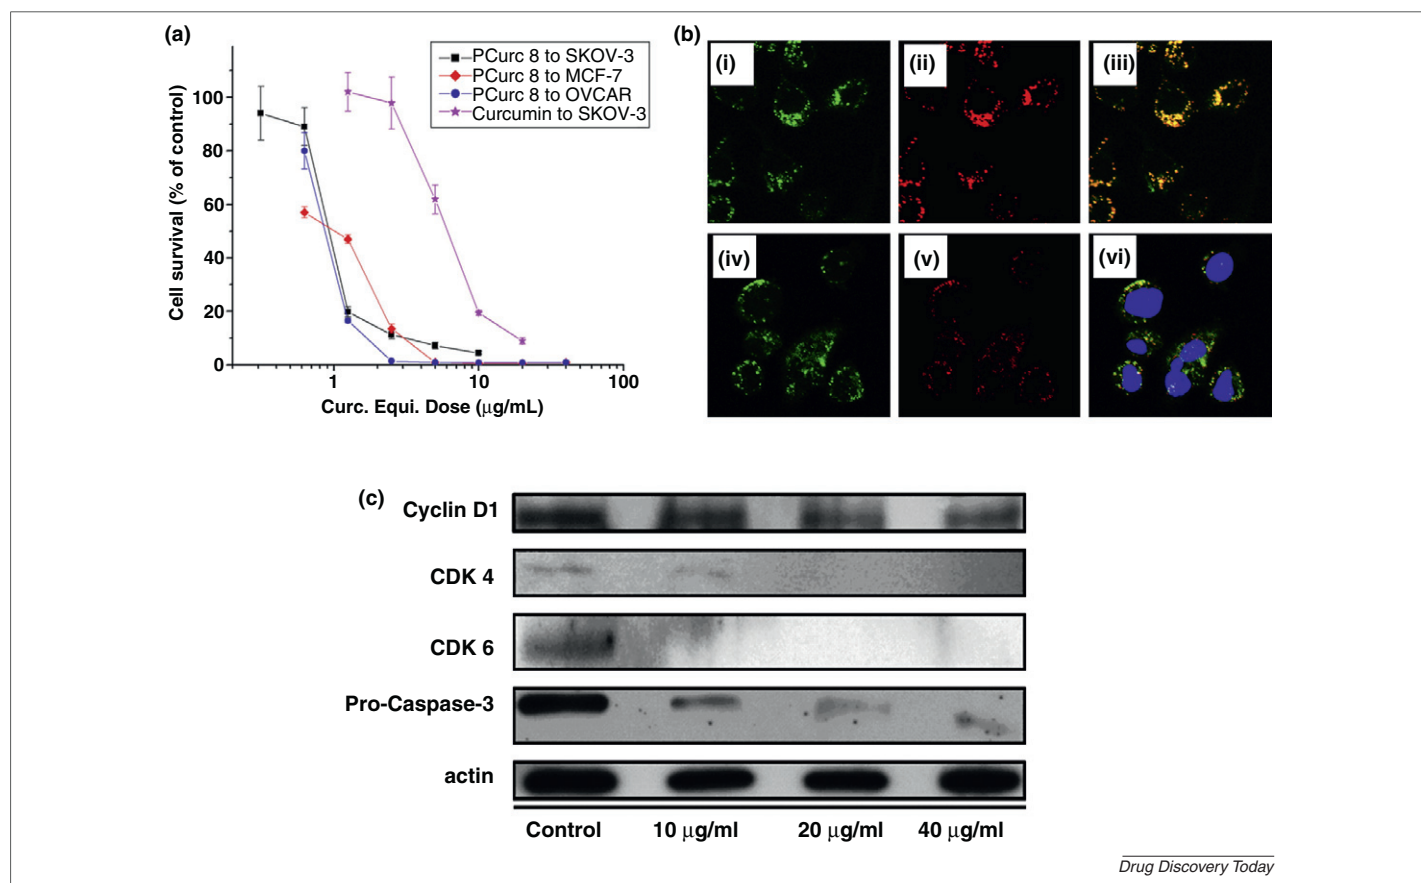 (a)
PCurc 8 to SKOV-3
PCurc 8 to MCF-7
PCurc 8 to OVCAR
Curcumin to SKOV-3
Cell survival (% of control)
100
80
60
40
20
0
1
10
100
Curc. Equi. Dose (μg/mL)
(b)
(i)
(ii)
(iii)
(iv)
(v)
(vi)
(c)
Cyclin D1
CDK 4
CDK 6
Pro-Caspase-3
actin
Control
10 μg/ml
20 μg/ml
40 μg/ml
Drug Discovery Today